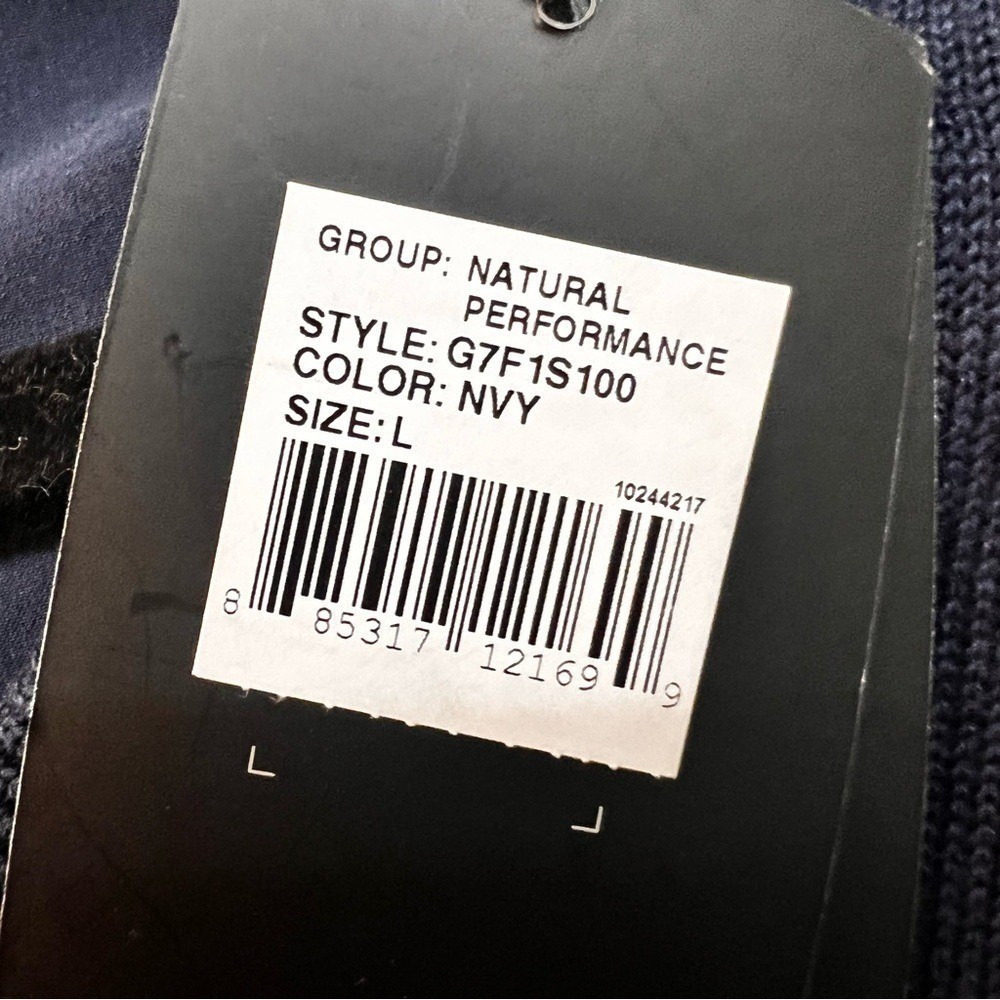 GROUP: NATURAL
PERFORMANCE
STYLE: G7F1S100
COLOR: NVY
SIZE: L
10244217
8 85317 12169 9